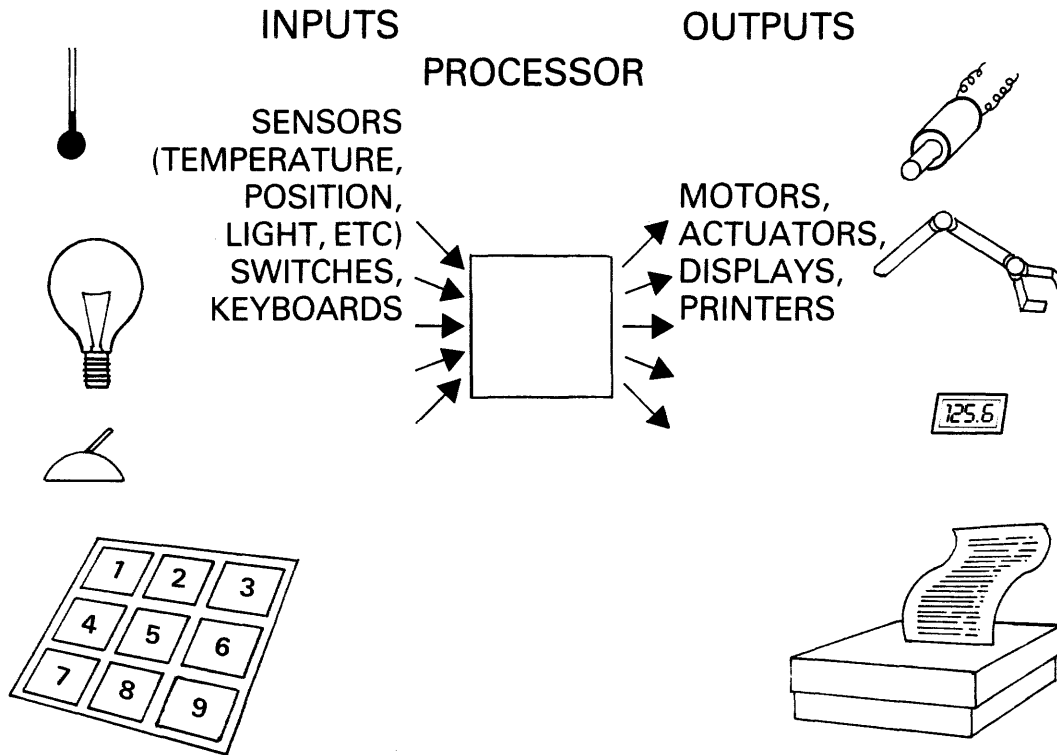 INPUTS
OUTPUTS
PROCESSOR
SENSORS
(TEMPERATURE,
POSITION,
LIGHT, ETC)
SWITCHES,
KEYBOARDS
MOTORS,
ACTUATORS,
DISPLAYS,
PRINTERS
125.6
1 2 3
4 5 6
7 8 9